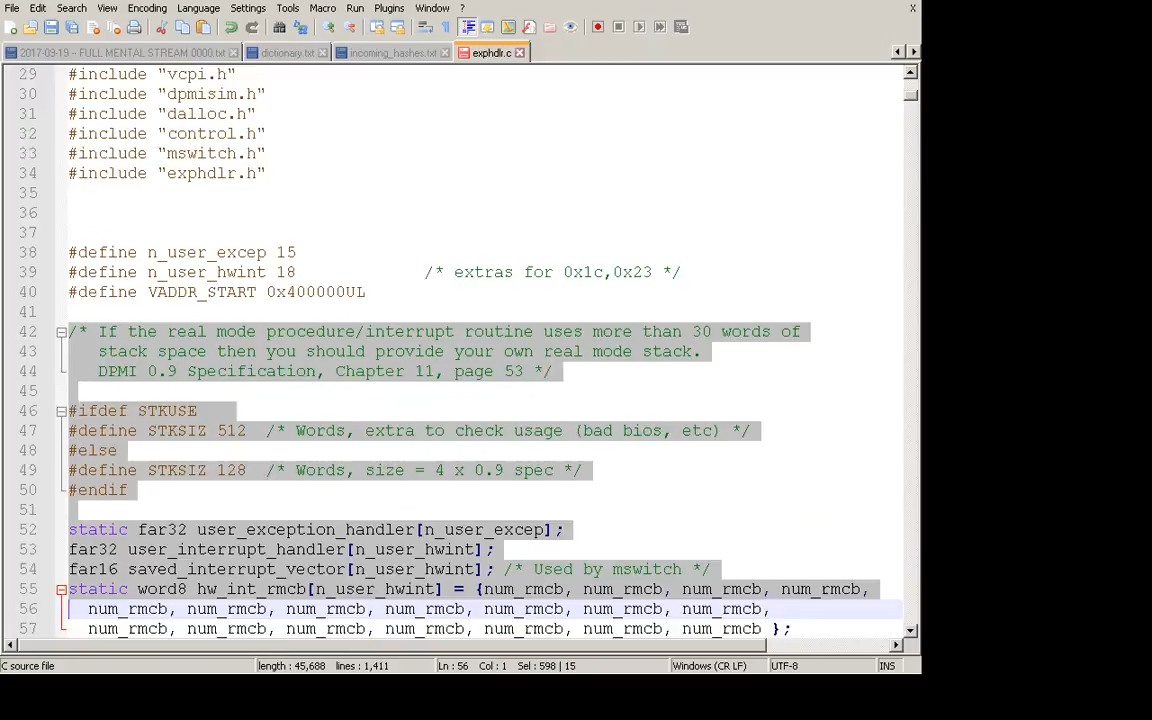 File Edit Search View Encoding Language Settings Tools Macro Run Plugins Window ? X
2017-09-19 – FULL MENTAL STREAM 0000.txt dictionary.txt incoming_hashes.txt exphdlr.c
29 #include "vcpi.h"
30 #include "dpmisim.h"
31 #include "dalloc.h"
32 #include "control.h"
33 #include "mswitch.h"
34 #include "exphdlr.h"
35
36
37
38 #define n_user_excep 15
39 #define n_user_hwint 18 /* extras for 0x1c,0x23 */
40 #define VADDR_START 0x400000UL
41
42 /* If the real mode procedure/interrupt routine uses more than 30 words of
43 stack space then you should provide your own real mode stack.
44 DPMI 0.9 Specification, Chapter 11, page 53 */
45
46 #ifdef STKUSE
47 #define STKSIZ 512 /* Words, extra to check usage (bad bios, etc) */
48 #else
49 #define STKSIZ 128 /* Words, size = 4 x 0.9 spec */
50 #endif
51
52 static far32 user_exception_handler[n_user_excep];
53 far32 user_interrupt_handler[n_user_hwint];
54 far16 saved_interrupt_vector[n_user_hwint]; /* Used by mswitch */
55 static word8 hw_int_rmcb[n_user_hwint] = {num_rmcb, num_rmcb, num_rmcb, num_rmcb,
56 num_rmcb, num_rmcb, num_rmcb, num_rmcb, num_rmcb, num_rmcb, num_rmcb,
57 num_rmcb, num_rmcb, num_rmcb, num_rmcb, num_rmcb, num_rmcb, num_rmcb };
C source file length : 45,688 lines : 1,411 Ln : 56 Col : 1 Sel : 598 | 15 Windows (CR LF) UTF-8 INS